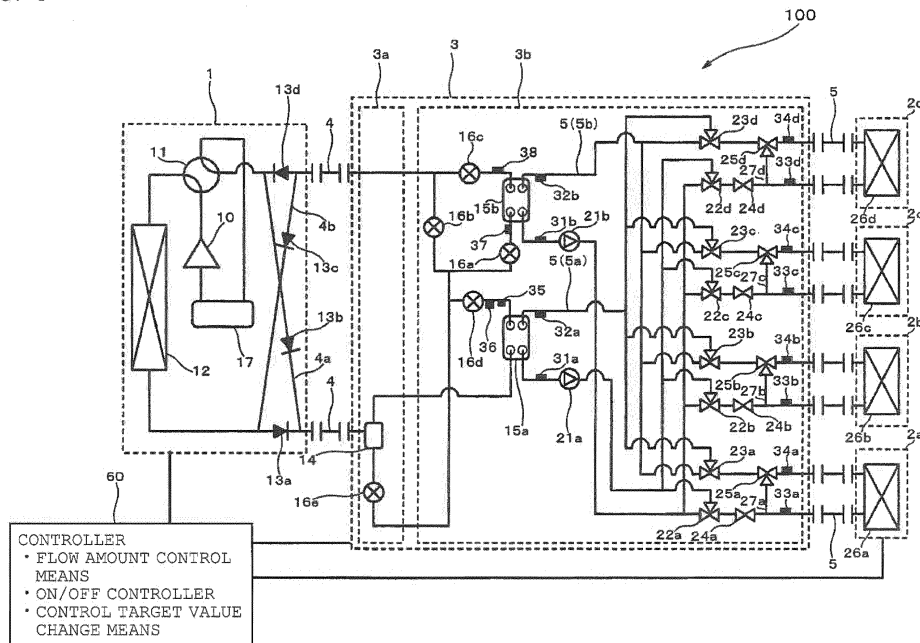 100
3
3a
3b
1
13d
4
5
2d
11
16c
38
5(5b)
23d
34d
10
4b
15b
32b
25d
27d
33d
16b
37
31b
21b
22d
24d
26d
13c
16a
5(5a)
23c
34c
25c
27c
33c
35
13b
16d
36
32a
22c
24c
26c
12
17
4a
31a
23b
34b
2b
25b
27b
33b
15a
21a
22b
24b
26b
14
13a
23a
34a
2a
60
16e
25a
27a
33a
22a
24a
26a
5
CONTROLLER
・FLOW AMOUNT CONTROL
MEANS
・ON/OFF CONTROLLER
・CONTROL TARGET VALUE
CHANGE MEANS